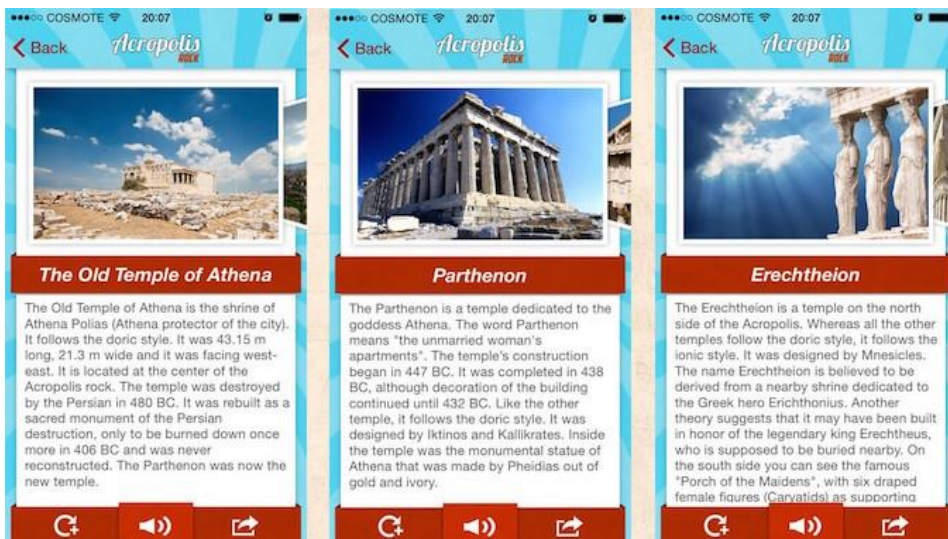 COSMOTE 20:07
Back
Acropolis
ROCK
The Old Temple of Athena
The Old Temple of Athena is the shrine of
Athena Polias (Athena protector of the city).
It follows the doric style. It was 43,15 m
long, 21.3 m wide and it was facing west-
east. It is located at the center of the
Acropolis rock. The temple was destroyed
by the Persian in 480 BC. It was rebuilt as a
sacred monument of the Persian
destruction, only to be burned down once
more in 406 BC and was never
reconstructed. The Parthenon was now the
new temple.
COSMOTE 20:07
Back
Acropolis
ROCK
Parthenon
The Parthenon is a temple dedicated to the
goddess Athena. The word Parthenon
means "the unmarried woman's
apartments". The temple's construction
began in 447 BC. It was completed in 438
BC, although decoration of the building
continued until 432 BC. Like the other
temple, it follows the doric style. It was
designed by Iktinos and Kallikrates. Inside
the temple was the monumental statue of
Athena that was made by Pheidias out of
gold and ivory.
COSMOTE 20:07
Back
Acropolis
ROCK
Erechtheion
The Erechtheion is a temple on the north
side of the Acropolis. Whereas all the other
temples follow the doric style, it follows the
ionic style. It was designed by Mnesicles.
The name Erechtheion is believed to be
derived from a nearby shrine dedicated to
the Greek hero Erichthonius. Another
theory suggests that it may have been built
in honor of the legendary king Erechtheus,
who is supposed to be buried nearby. On
the south side you can see the famous
"Porch of the Maidens", with six draped
female figures (Caryatids) as supporting